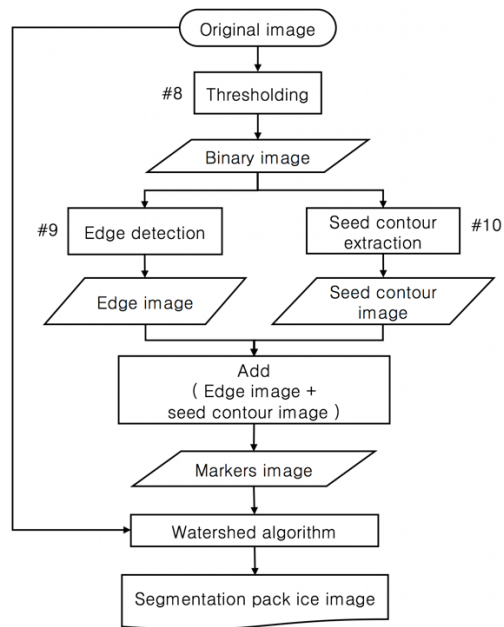 Original image
#8
Thresholding
Binary image
#9
Edge detection
Seed contour
extraction
#10
Edge image
Seed contour
image
Add
( Edge image +
seed contour image )
Markers image
Watershed algorithm
Segmentation pack ice image